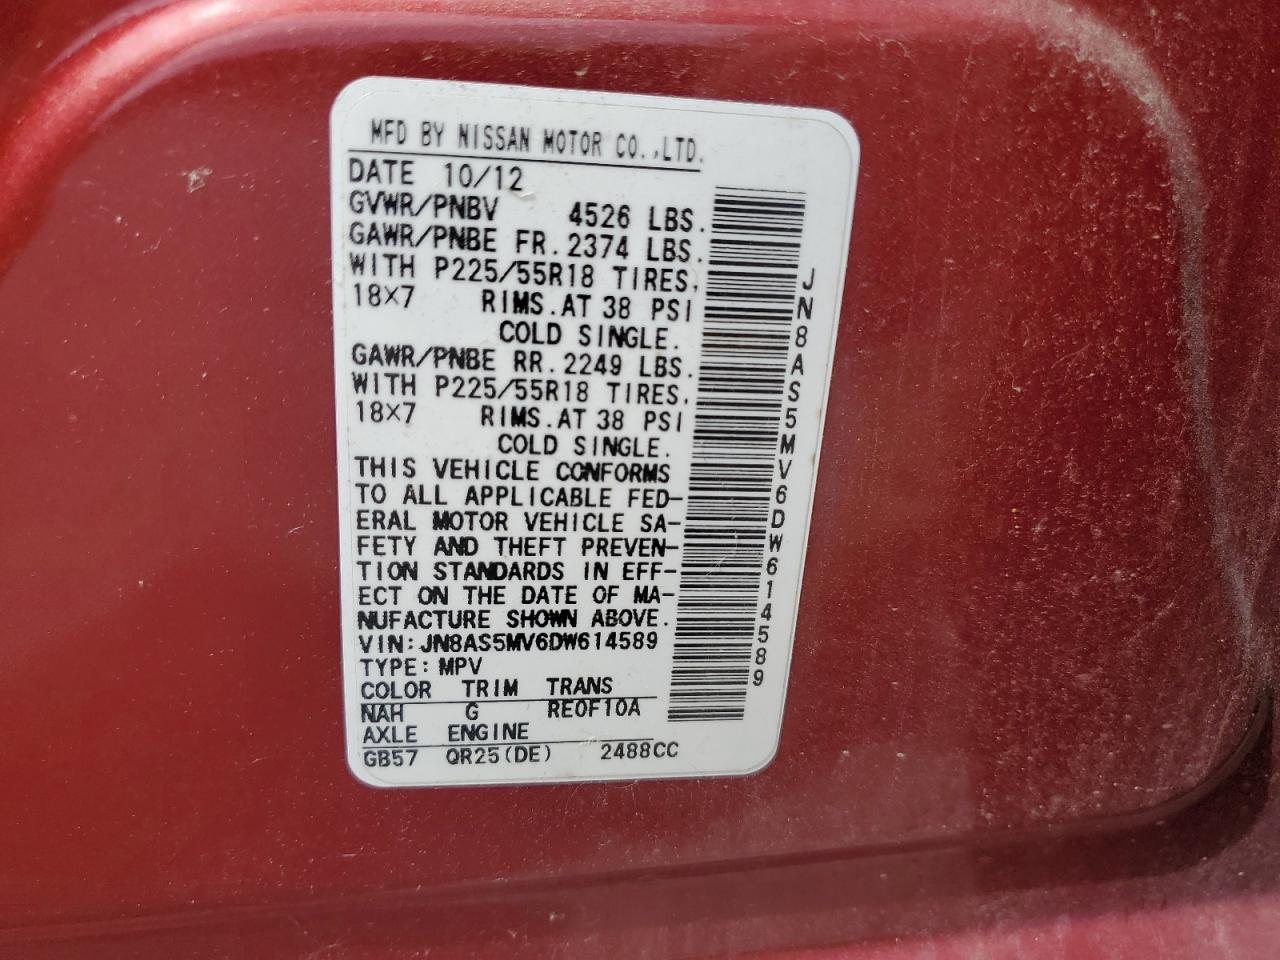 MFD BY NISSAN MOTOR CO.,LTD.
DATE 10/12
GVWR/PNBV 4526 LBS.
GAWR/PNBE FR.2374 LBS.
WITH P225/55R18 TIRES,
18×7 RIMS.AT 38 PSI
COLD SINGLE.
GAWR/PNBE RR.2249 LBS.
WITH P225/55R18 TIRES,
18×7 RIMS.AT 38 PSI
COLD SINGLE.
THIS VEHICLE CONFORMS
TO ALL APPLICABLE FED-
ERAL MOTOR VEHICLE SA-
FETY AND THEFT PREVEN-
TION STANDARDS IN EFF-
ECT ON THE DATE OF MA-
NUFACTURE SHOWN ABOVE.
VIN:JN8AS5MV6DW614589
TYPE:MPV
COLOR TRIM TRANS
NAH G RE0F10A
AXLE ENGINE
GB57 QR25(DE) 2488CC
JN8AS5MV6DW614589